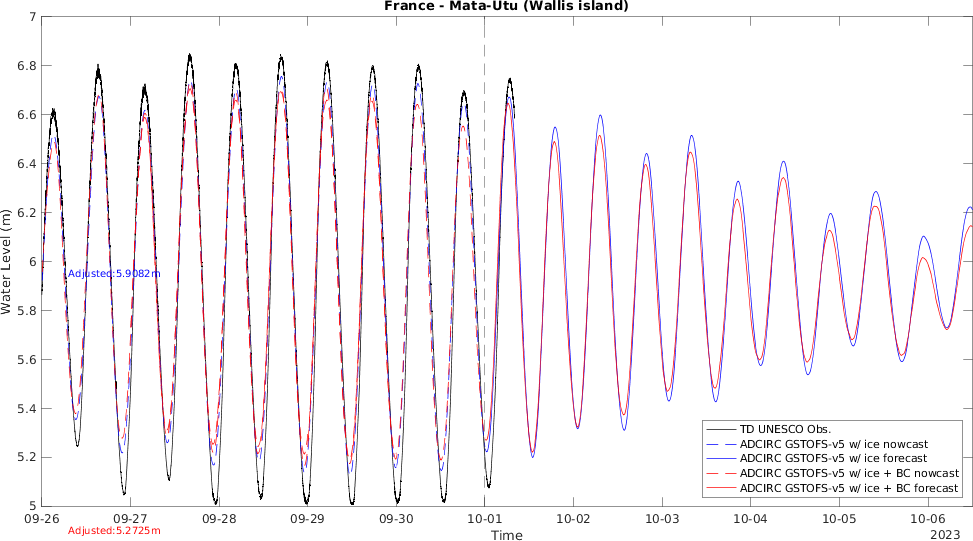 France - Mata-Utu (Wallis island)
7
6.8
6.6
6.4
6.2
6
5.8
5.6
5.4
5.2
5
Water Level (m)
Adjusted:5.9082m
TD UNESCO Obs.
ADCIRC GSTOFS-v5 w/ ice nowcast
ADCIRC GSTOFS-v5 w/ ice forecast
ADCIRC GSTOFS-v5 w/ ice + BC nowcast
ADCIRC GSTOFS-v5 w/ ice + BC forecast
09-26 09-27 09-28 09-29 09-30 10-01 10-02 10-03 10-04 10-05 10-06
Adjusted:5.2725m
Time
2023